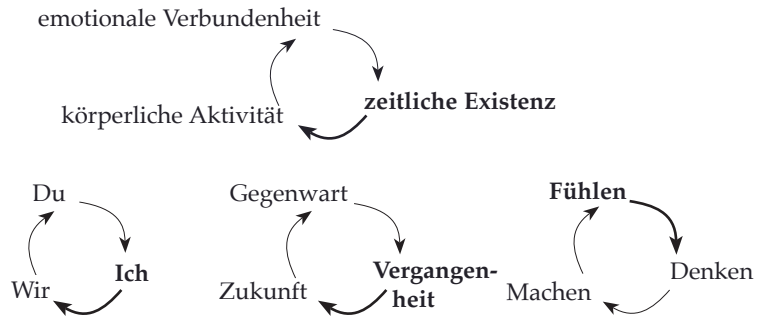 emotionale Verbundenheit
zeitliche Existenz
körperliche Aktivität
Du
Ich
Wir
Gegenwart
Vergangen-
heit
Zukunft
Fühlen
Denken
Machen